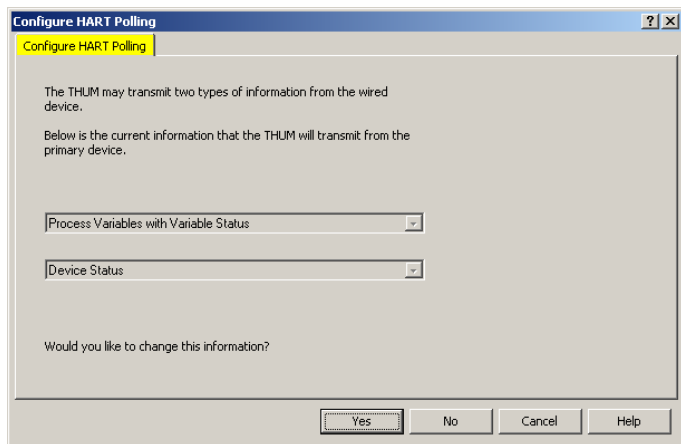 Configure HART Polling
Configure HART Polling
The THUM may transmit two types of information from the wired
device.
Below is the current information that the THUM will transmit from the
primary device.
Process Variables with Variable Status
Device Status
Would you like to change this information?
Yes No Cancel Help